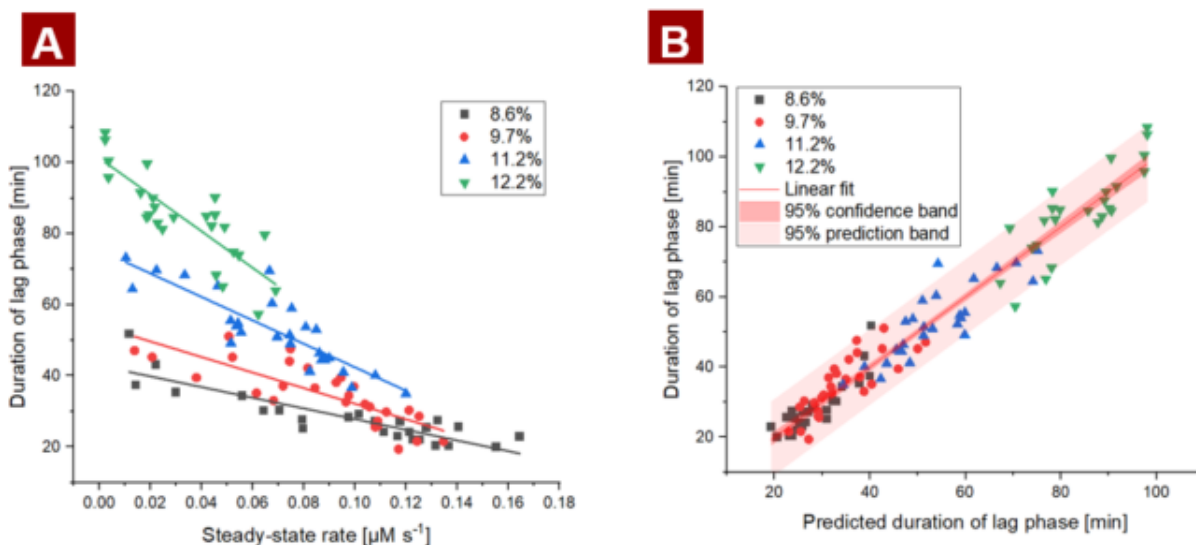 A
120
100
80
60
40
20
Duration of lag phase [min]
8.6%
9.7%
11.2%
12.2%
0.00 0.02 0.04 0.06 0.08 0.10 0.12 0.14 0.16 0.18
Steady-state rate [µM s⁻¹]
B
120
100
80
60
40
20
Duration of lag phase [min]
8.6%
9.7%
11.2%
12.2%
Linear fit
95% confidence band
95% prediction band
20 40 60 80 100
Predicted duration of lag phase [min]